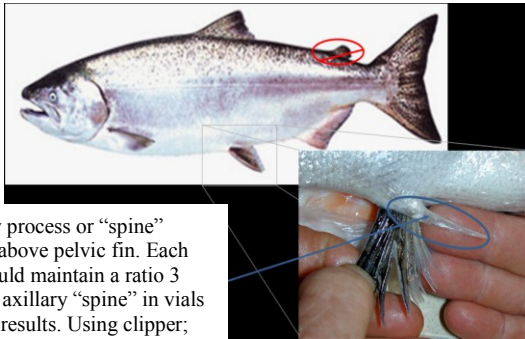 process or “spine”
above pelvic fin. Each
uld maintain a ratio 3
axillary “spine” in vials
results. Using clipper;